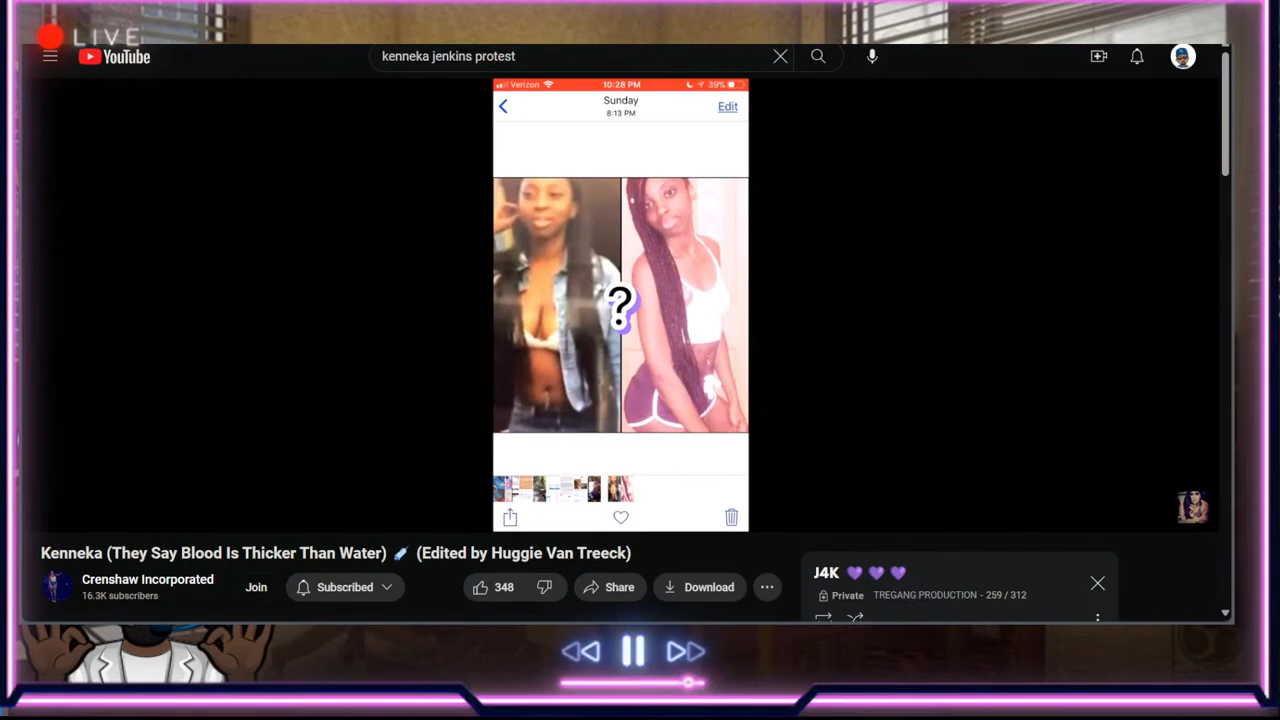 LIVE
YouTube
kenneka jenkins protest
Verizon 10:28 PM 39%
Sunday
8:13 PM
Edit
?
Kenneka (They Say Blood Is Thicker Than Water) (Edited by Huggie Van Treeck)
Crenshaw Incorporated
16.3K subscribers
Join
Subscribed
348
Share
Download
J4K
Private TREGANG PRODUCTION - 259 / 312